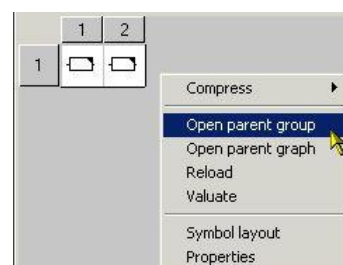 1 2
1
Compress
Open parent group
Open parent graph
Reload
Valuate
Symbol layout
Properties